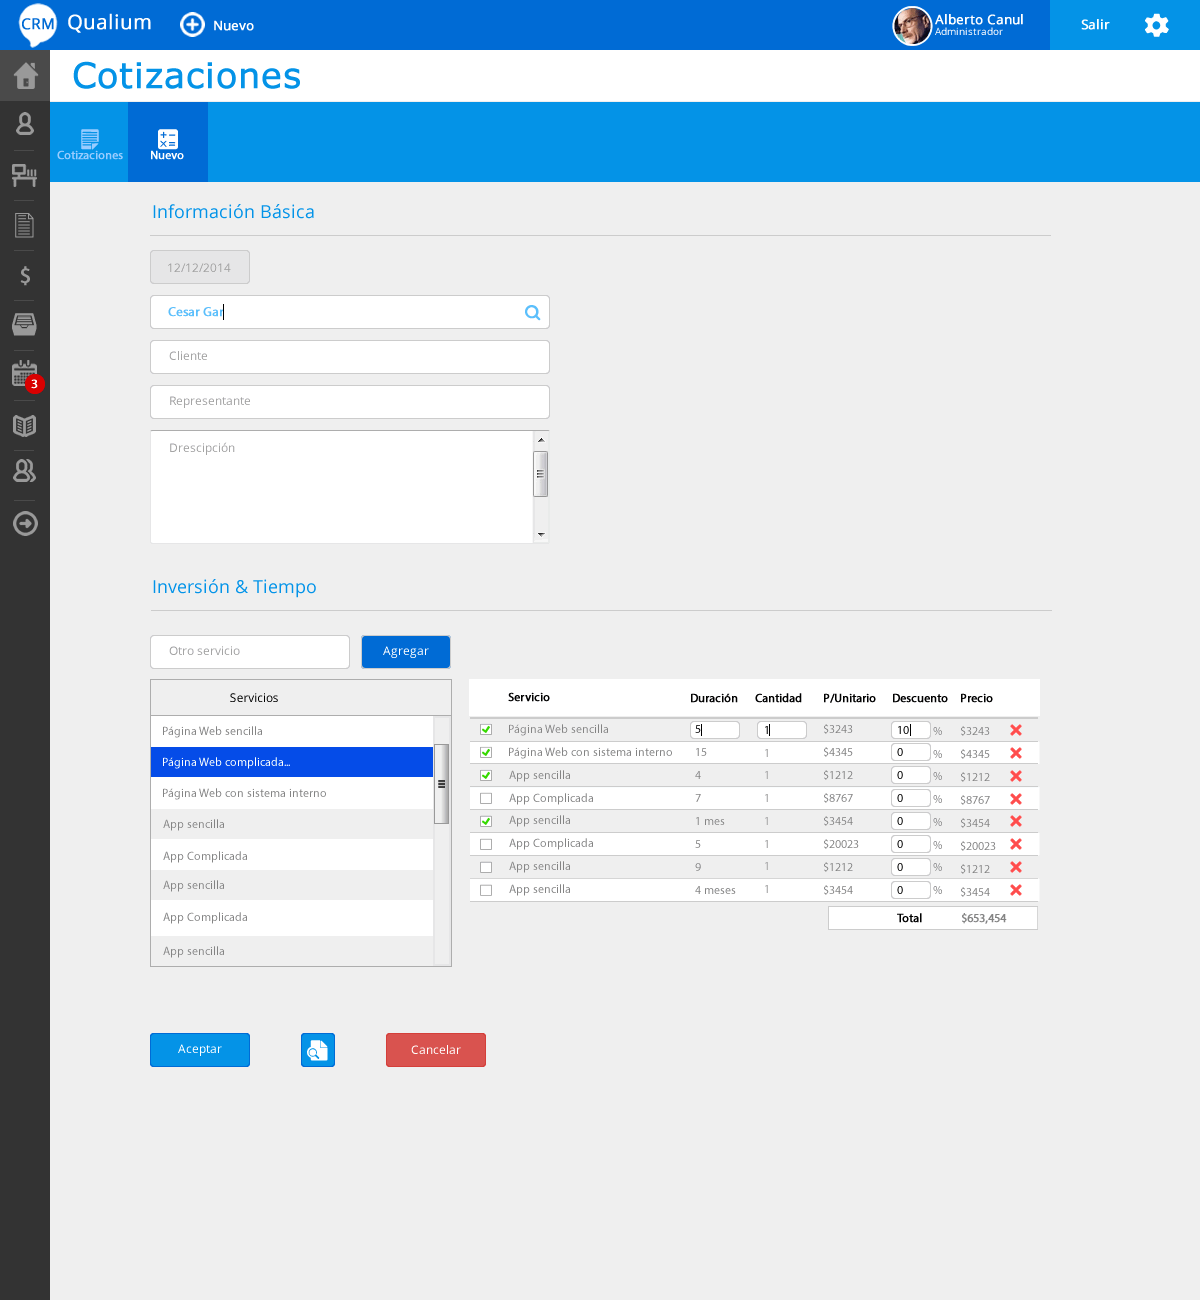 CRM Qualium Nuevo Alberto Canul Salir
Administrador
Cotizaciones
Cotizaciones Nuevo
Información Básica
12/12/2014
Cesar Gar
Cliente
Representante
3
Drescipción
Inversión & Tiempo
Otro servicio Agregar
Servicios
Página Web sencilla
Página Web complicada...
Página Web con sistema interno
App sencilla
App Complicada
App sencilla
App Complicada
App sencilla
Servicio Duración Cantidad P/Unitario Descuento Precio
Página Web sencilla 5 1 $3243 10 % $3243
Página Web con sistema interno 15 1 $4345 0 % $4345
App sencilla 4 1 $1212 0 % $1212
App Complicada 7 1 $8767 0 % $8767
App sencilla 1 mes 1 $3454 0 % $3454
App Complicada 5 1 $20023 0 % $20023
App sencilla 9 1 $1212 0 % $1212
App sencilla 4 meses 1 $3454 0 % $3454
Total $653,454
Aceptar Cancelar